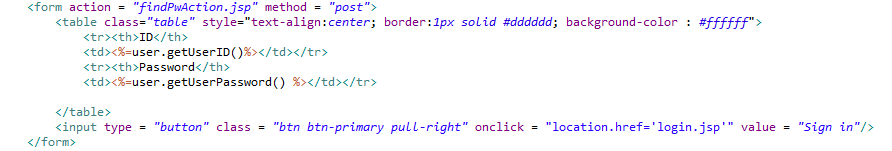 <form action = "findPwAction.jsp" method = "post">
<table class="table" style="text-align:center; border:1px solid #dddddd; background-color : #ffffff">
<tr><th>ID</th>
<td><%=user.getUserID()%></td></tr>
<tr><th>Password</th>
<td><%=user.getUserPassword() %></td></tr>
</table>
<input type = "button" class = "btn btn-primary pull-right" onclick = "location.href='login.jsp'" value = "Sign in"/>
</form>